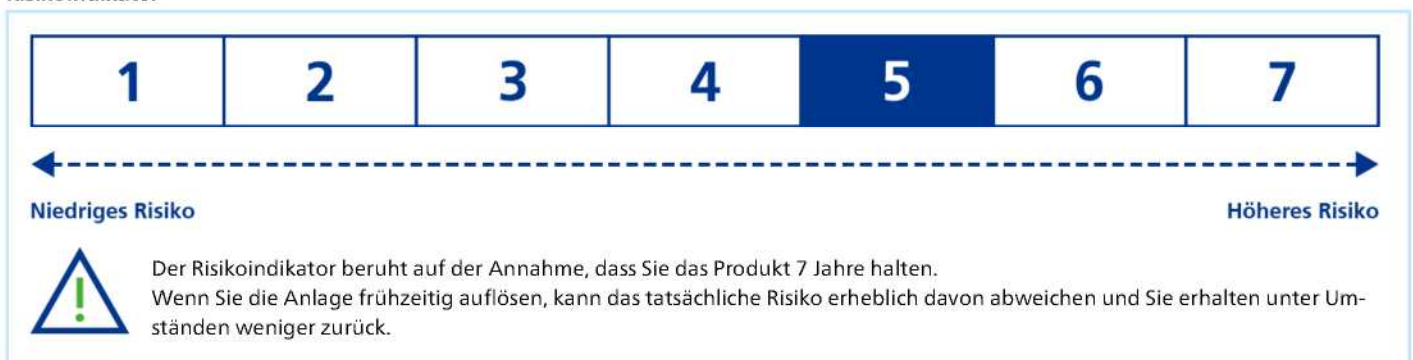 1 2 3 4 5 6 7
Niedriges Risiko Höheres Risiko
Der Risikoindikator beruht auf der Annahme, dass Sie das Produkt 7 Jahre halten.
Wenn Sie die Anlage frühzeitig auflösen, kann das tatsächliche Risiko erheblich davon abweichen und Sie erhalten unter Um-
ständen weniger zurück.